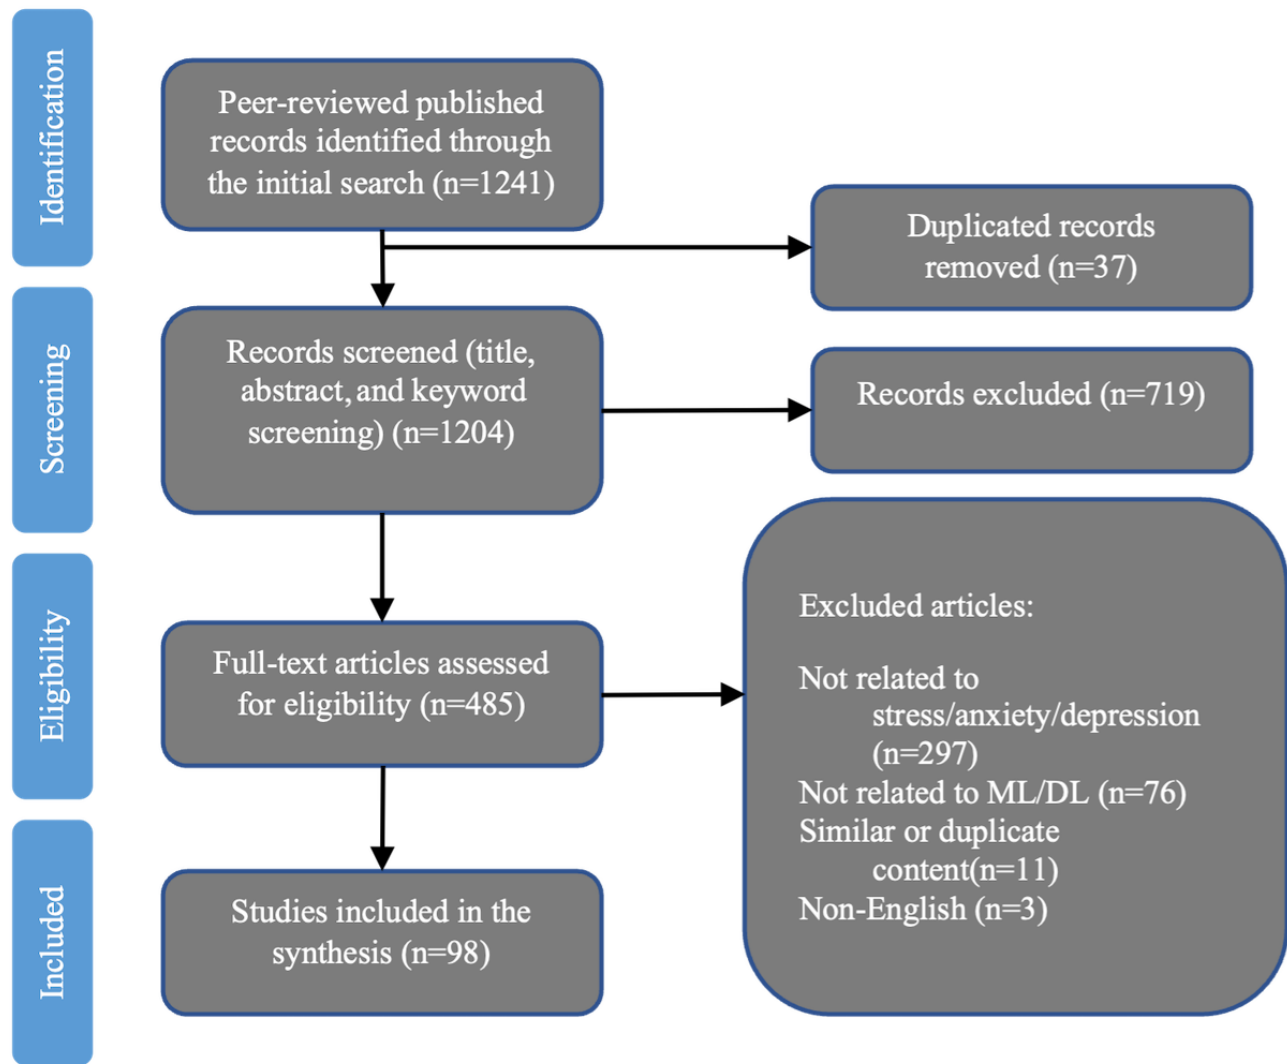 Identification
Peer-reviewed published
records identified through
the initial search (n=1241)
Duplicated records
removed (n=37)
Screening
Records screened (title,
abstract, and keyword
screening) (n=1204)
Records excluded (n=719)
Eligibility
Full-text articles assessed
for eligibility (n=485)
Excluded articles:
Not related to
stress/anxiety/depression
(n=297)
Not related to ML/DL (n=76)
Similar or duplicate
content(n=11)
Non-English (n=3)
Included
Studies included in the
synthesis (n=98)